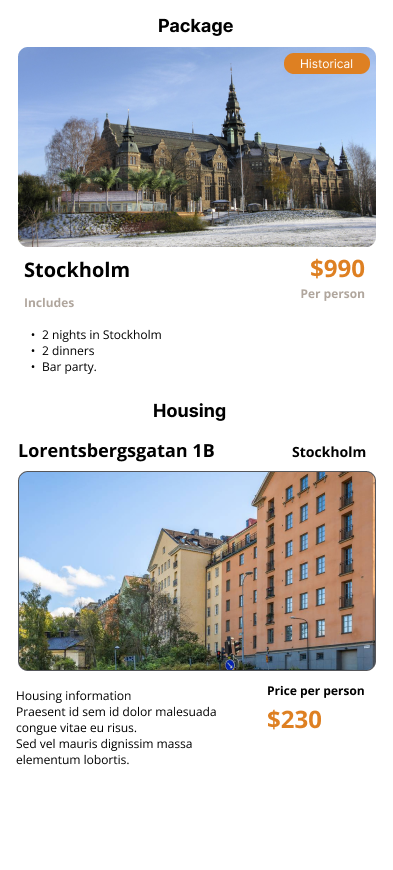 Package
Historical
Stockholm
$990
Per person
Includes
• 2 nights in Stockholm
• 2 dinners
• Bar party.
Housing
Lorentsbergsgatan 1B
Stockholm
Housing information
Praesent id sem id dolor malesuada
congue vitae eu risus.
Sed vel mauris dignissim massa
elementum lobortis.
Price per person
$230